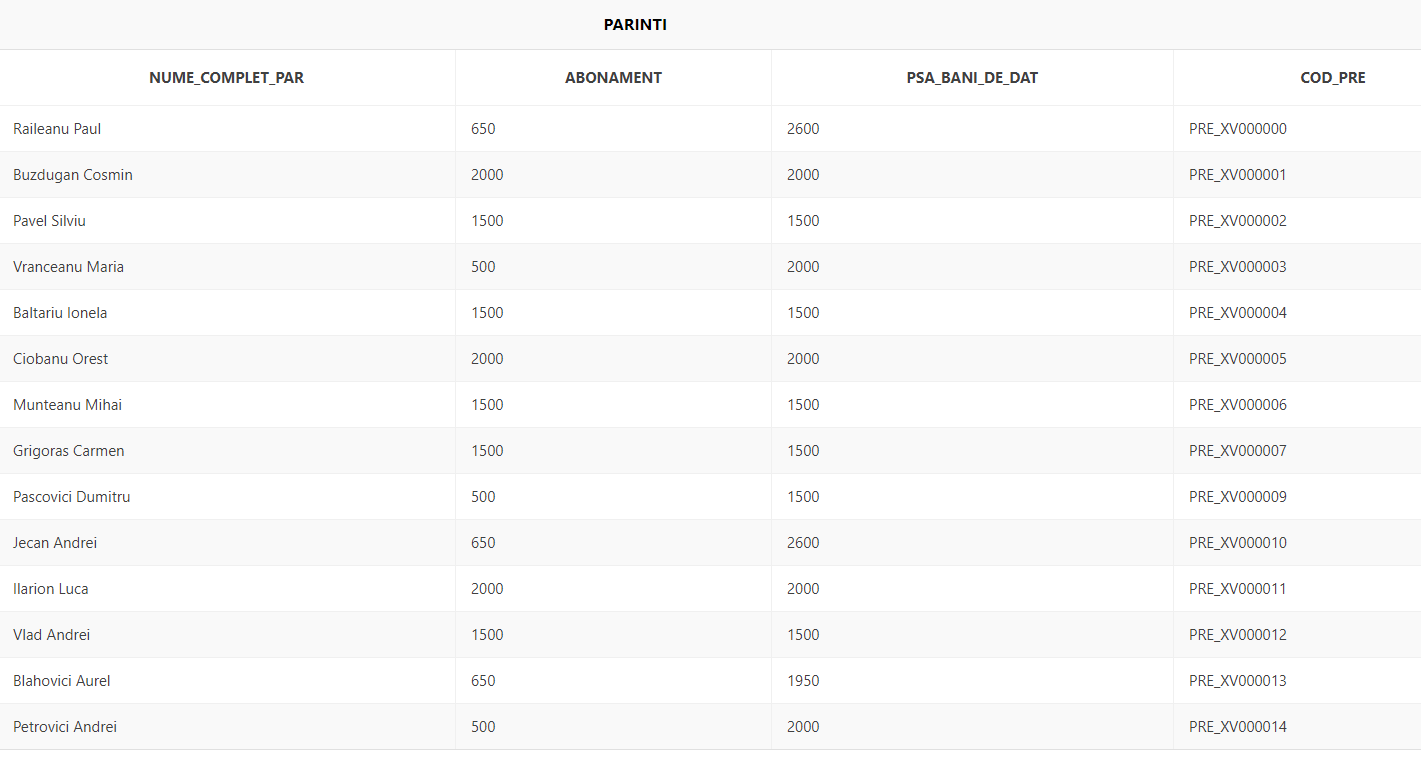 PARINTI
NUME_COMPLET_PAR ABONAMENT PSA_BANI_DE_DAT COD_PRE
Raileanu Paul 650 2600 PRE_XV000000
Buzdugan Cosmin 2000 2000 PRE_XV000001
Pavel Silviu 1500 1500 PRE_XV000002
Vranceanu Maria 500 2000 PRE_XV000003
Baltariu Ionela 1500 1500 PRE_XV000004
Ciobanu Orest 2000 2000 PRE_XV000005
Munteanu Mihai 1500 1500 PRE_XV000006
Grigoras Carmen 1500 1500 PRE_XV000007
Pascovici Dumitru 500 1500 PRE_XV000009
Jecan Andrei 650 2600 PRE_XV000010
Ilarion Luca 2000 2000 PRE_XV000011
Vlad Andrei 1500 1500 PRE_XV000012
Blahovici Aurel 650 1950 PRE_XV000013
Petrovici Andrei 500 2000 PRE_XV000014